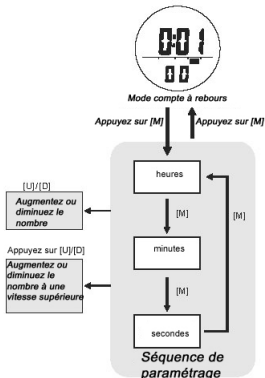 0:01
00
Mode compte à rebours
Appuyez sur [M]
Appuyez sur [M]
heures
[U]/[D]
Augmentez ou
diminuez le
nombre
[M]
[M]
Appuyez sur [U]/[D]
minutes
Augmentez ou
diminuez le
nombre à une
vitesse supérieure
[M]
secondes
Séquence de
paramétrage